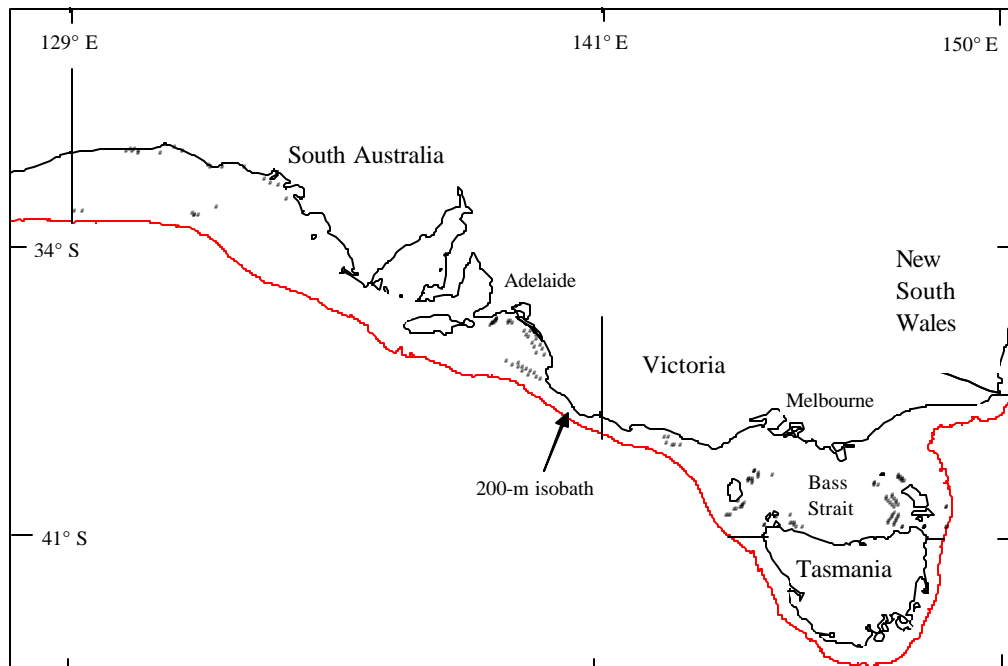 129° E
141° E
150° E
South Australia
34° S
Adelaide
New
South
Wales
Victoria
Melbourne
200-m isobath
Bass
Strait
41° S
Tasmania